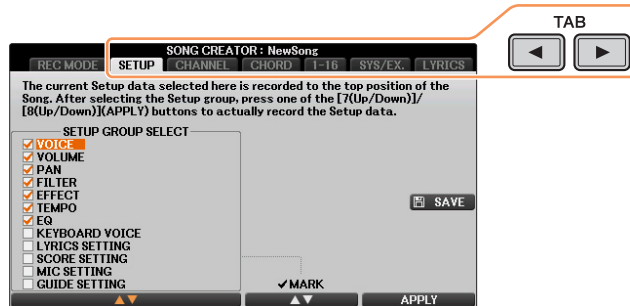 TAB
SONG CREATOR : NewSong
REC MODE SETUP CHANNEL CHORD 1-16 SYS/EX. LYRICS
The current Setup data selected here is recorded to the top position of the
Song. After selecting the Setup group, press one of the [7(Up/Down)]/
[8(Up/Down)](APPLY) buttons to actually record the Setup data.
SETUP GROUP SELECT
VOICE
VOLUME
PAN
FILTER
EFFECT
TEMPO
EQ
KEYBOARD VOICE
LYRICS SETTING
SCORE SETTING
MIC SETTING
GUIDE SETTING
SAVE
MARK
APPLY